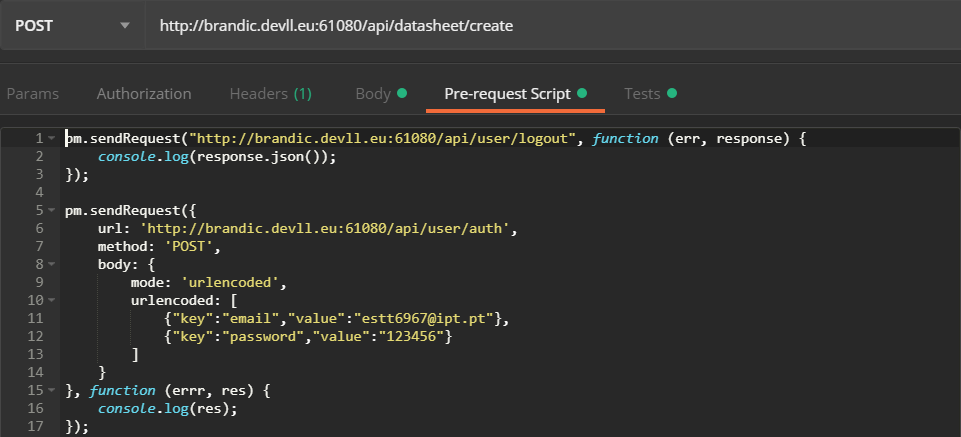 POST http://brandic.devll.eu:61080/api/datasheet/create
Params Authorization Headers (1) Body Pre-request Script Tests
1 pm.sendRequest("http://brandic.devll.eu:61080/api/user/logout", function (err, response) {
2     console.log(response.json());
3 });
4
5 pm.sendRequest({
6     url: 'http://brandic.devll.eu:61080/api/user/auth',
7     method: 'POST',
8     body: {
9         mode: 'urlencoded',
10         urlencoded: [
11             {"key":"email","value":"estt6967@ipt.pt"},
12             {"key":"password","value":"123456"}
13         ]
14     }
15 }, function (errr, res) {
16     console.log(res);
17 });